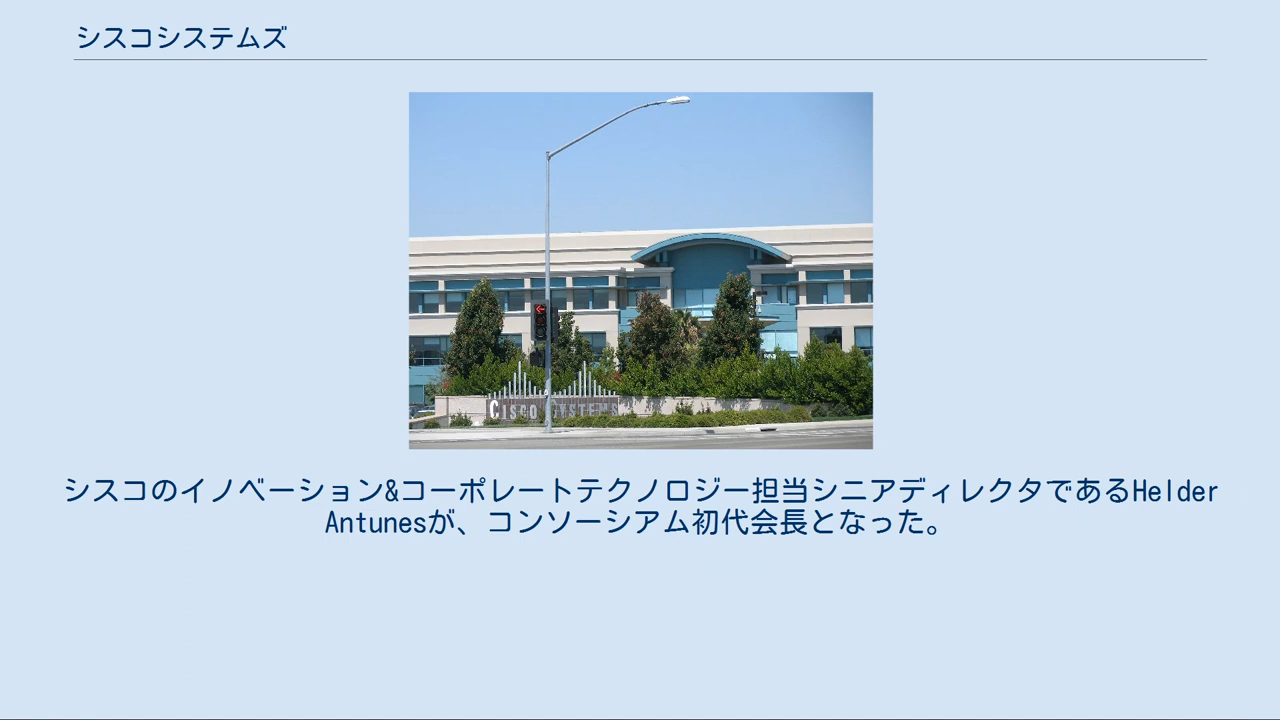 シスコシステムズ
CISCO SYSTEMS
シスコのイノベーション&コーポレートテクノロジー担当シニアディレクタであるHelder
Antunesが、コンソーシアム初代会長となった。